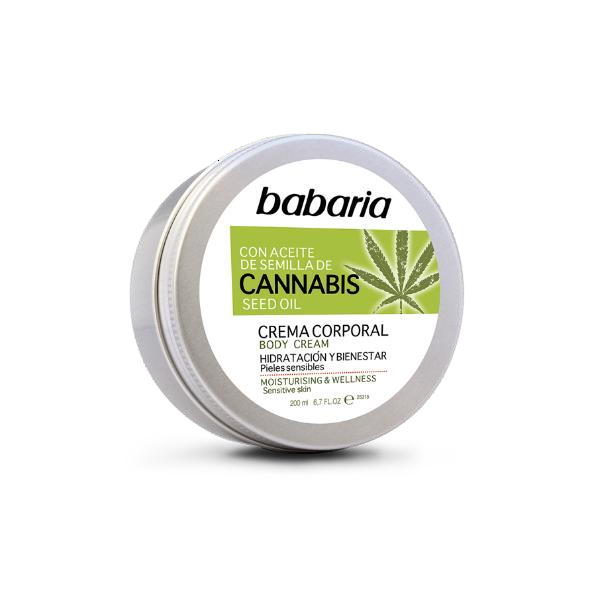 babaria
CON ACEITE
DE SEMILLA DE
CANNABIS
SEED OIL
CREMA CORPORAL
BODY CREAM
HIDRATACIÓN Y BIENESTAR
Pieles sensibles
MOISTURISING & WELLNESS
Sensitive skin
200 ml 6,7 FL.OZ e 25218